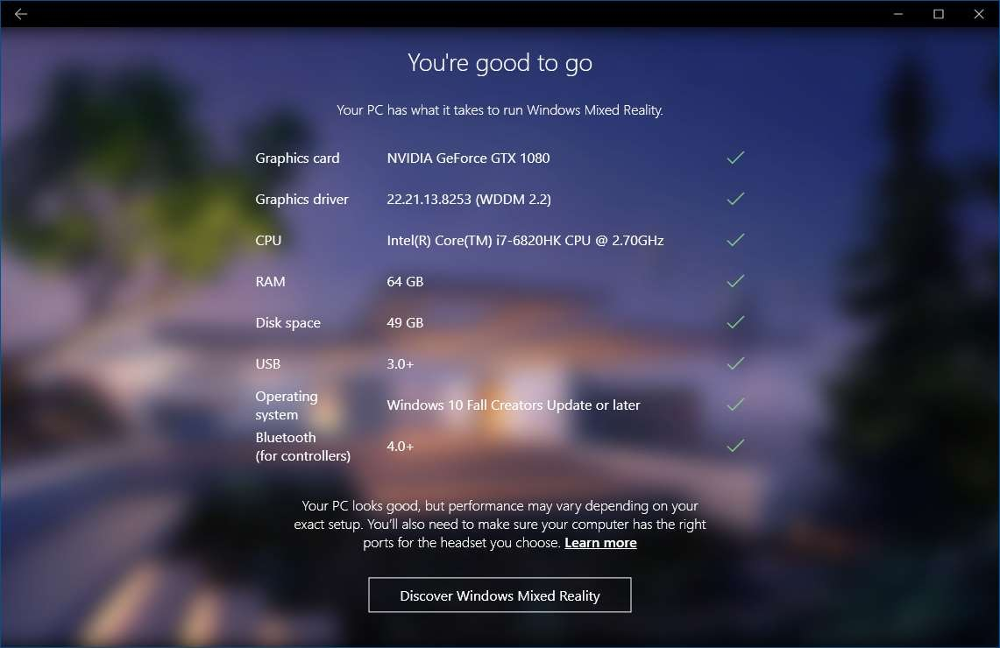 You're good to go
Your PC has what it takes to run Windows Mixed Reality.
Graphics card NVIDIA GeForce GTX 1080
Graphics driver 22.21.13.8253 (WDDM 2.2)
CPU Intel(R) Core(TM) i7-6820HK CPU @ 2.70GHz
RAM 64 GB
Disk space 49 GB
USB 3.0+
Operating
system
Windows 10 Fall Creators Update or later
Bluetooth
(for controllers)
4.0+
Your PC looks good, but performance may vary depending on your
exact setup. You’ll also need to make sure your computer has the right
ports for the headset you choose. Learn more
Discover Windows Mixed Reality